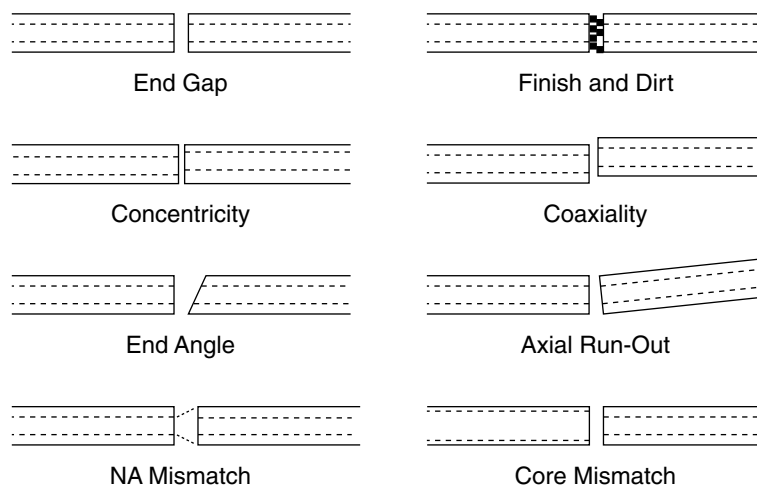 End Gap
Finish and Dirt
Concentricity
Coaxiality
End Angle
Axial Run-Out
NA Mismatch
Core Mismatch